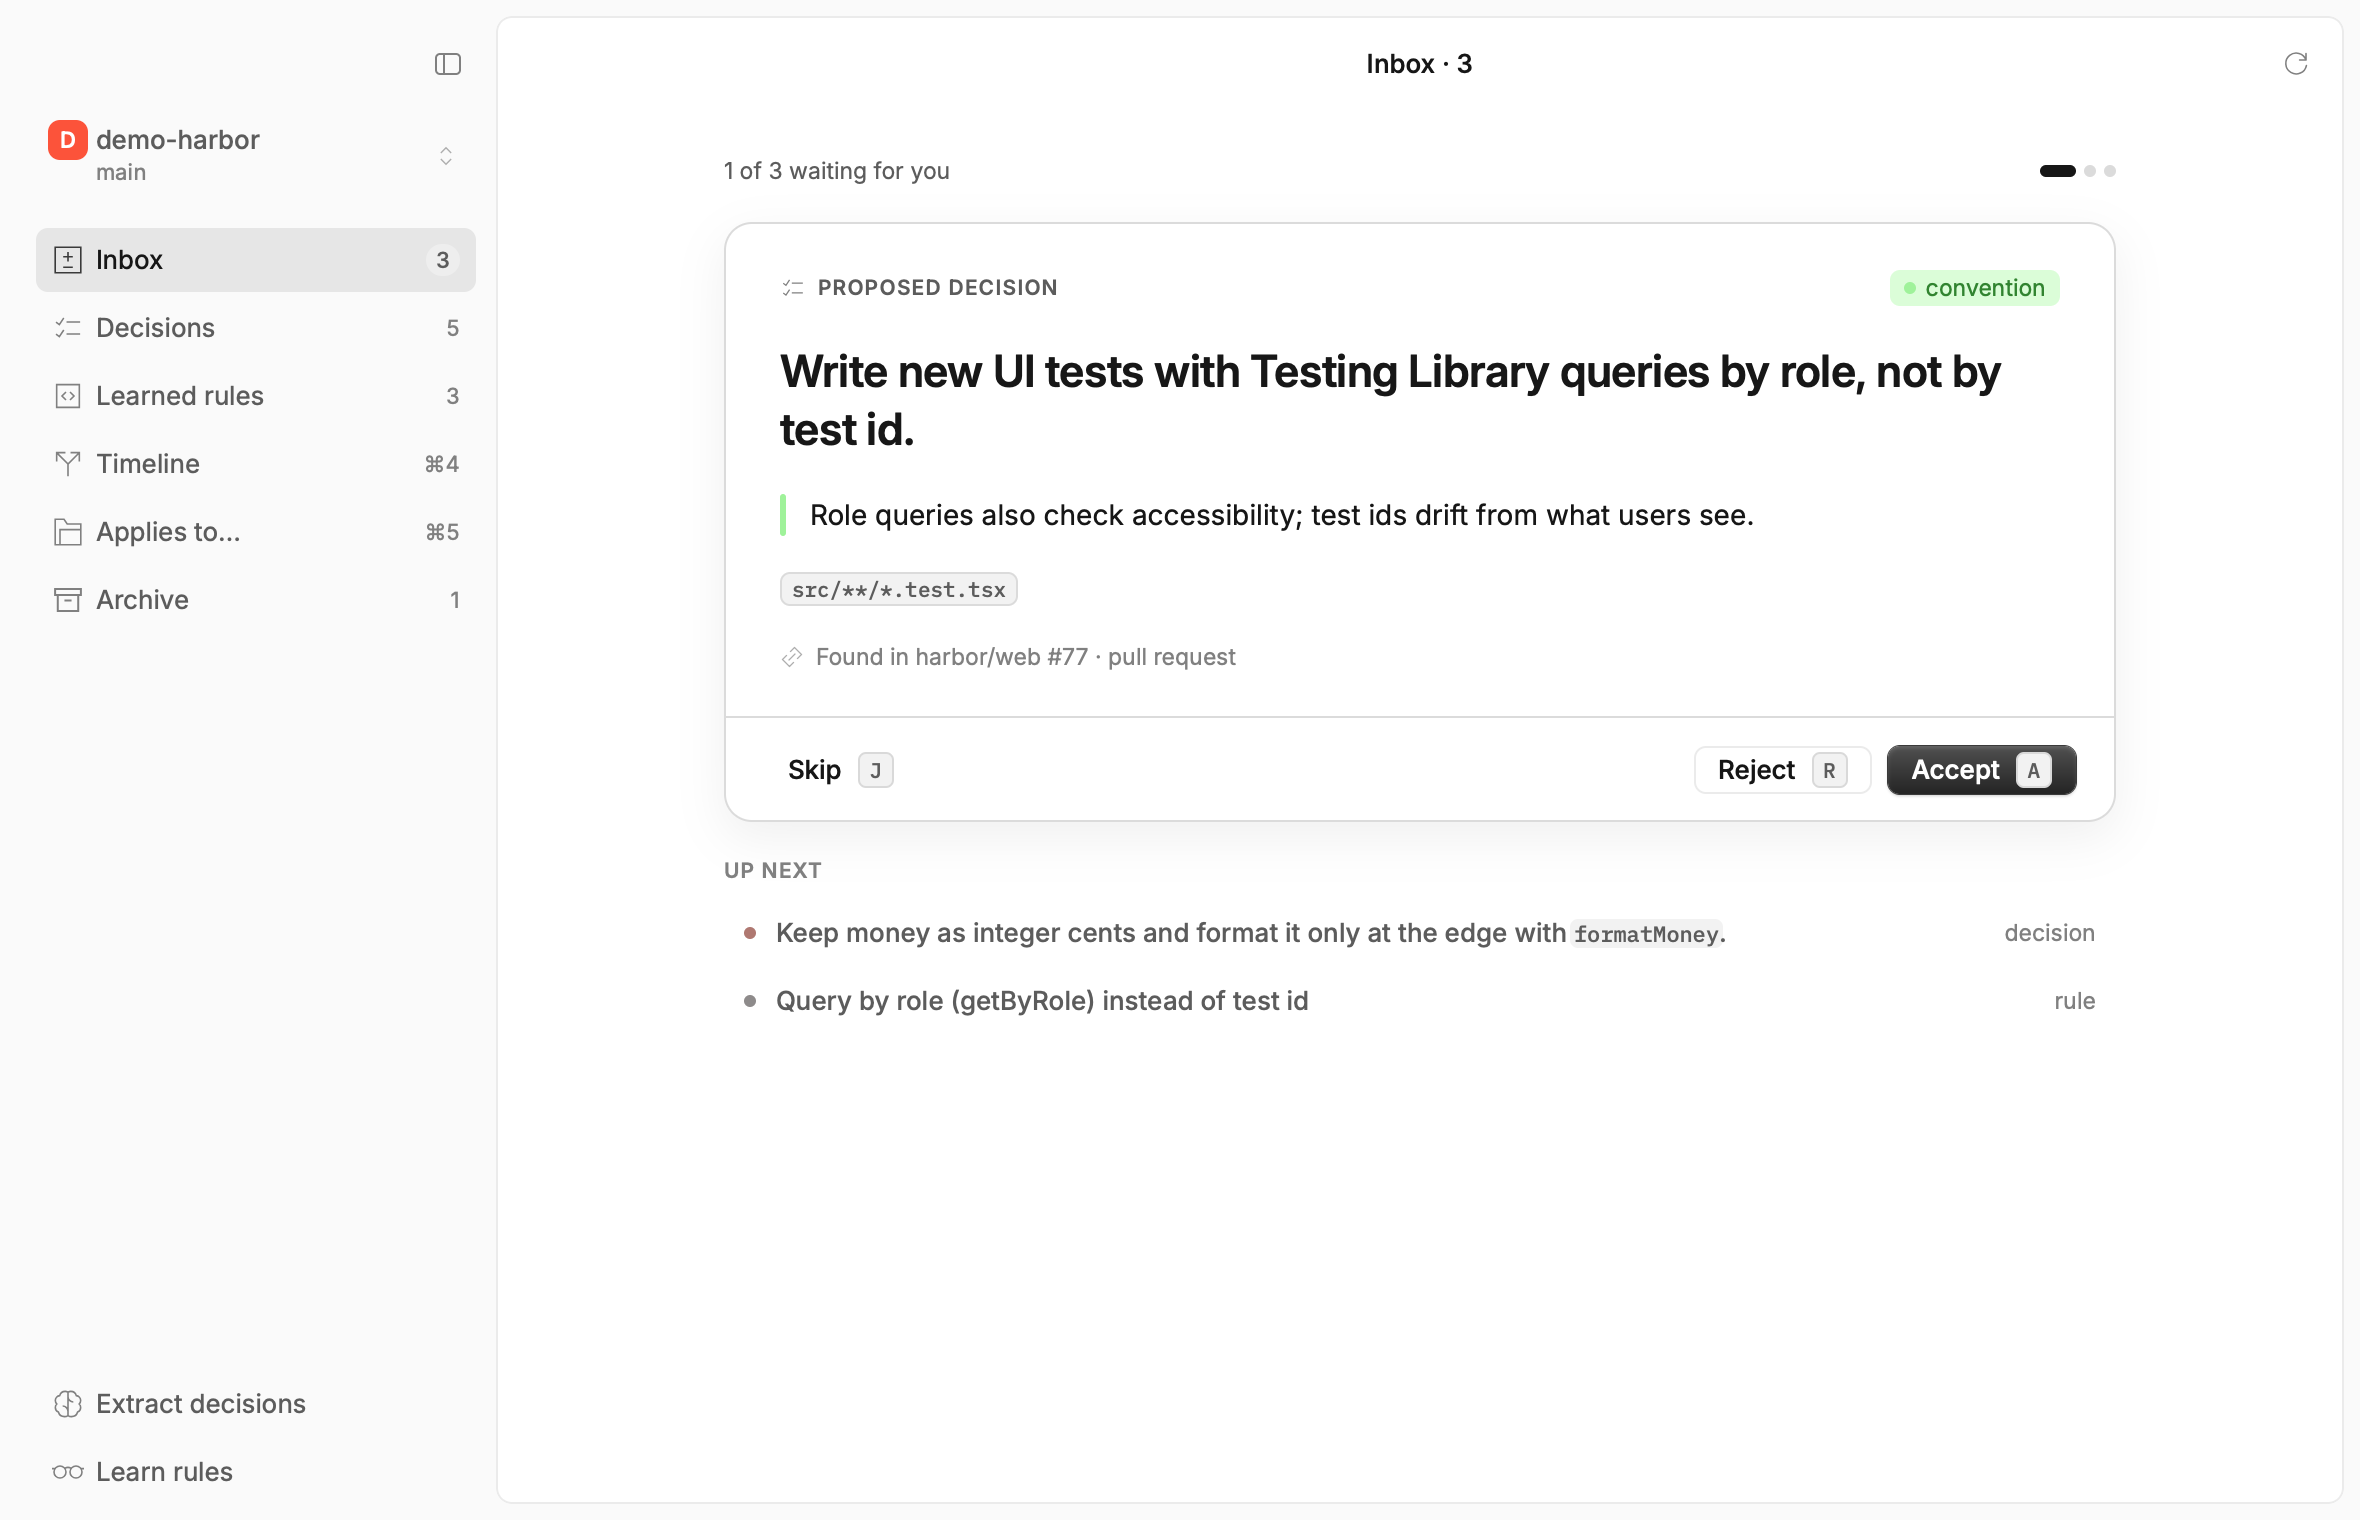 Inbox · 3
D demo-harbor
main
Inbox 3
Decisions 5
Learned rules 3
Timeline ⌘4
Applies to... ⌘5
Archive 1
Extract decisions
Learn rules
1 of 3 waiting for you
PROPOSED DECISION convention
Write new UI tests with Testing Library queries by role, not by
test id.
Role queries also check accessibility; test ids drift from what users see.
src/**/*.test.tsx
Found in harbor/web #77 · pull request
Skip J Reject R Accept A
UP NEXT
Keep money as integer cents and format it only at the edge with formatMoney. decision
Query by role (getByRole) instead of test id rule